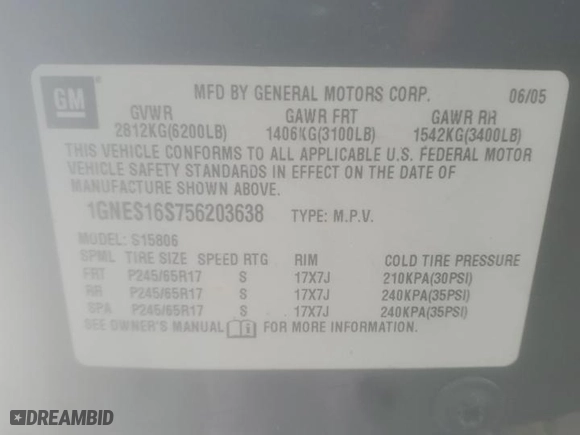 GM
MFD BY GENERAL MOTORS CORP. 06/05
GVWR GAWR FRT GAWR RR
2812KG(6200LB) 1406KG(3100LB) 1542KG(3400LB)
THIS VEHICLE CONFORMS TO ALL APPLICABLE U.S. FEDERAL MOTOR
VEHICLE SAFETY STANDARDS IN EFFECT ON THE DATE OF
MANUFACTURE SHOWN ABOVE.
1GNES16S756203638 TYPE: M.P.V.
MODEL: S15806
SPML TIRE SIZE SPEED RTG RIM COLD TIRE PRESSURE
FRT P245/65R17 S 17X7J 210KPA(30PSI)
RR P245/65R17 S 17X7J 240KPA(35PSI)
SPA P245/65R17 S 17X7J 240KPA(35PSI)
SEE OWNER'S MANUAL FOR MORE INFORMATION.
DREAMBID